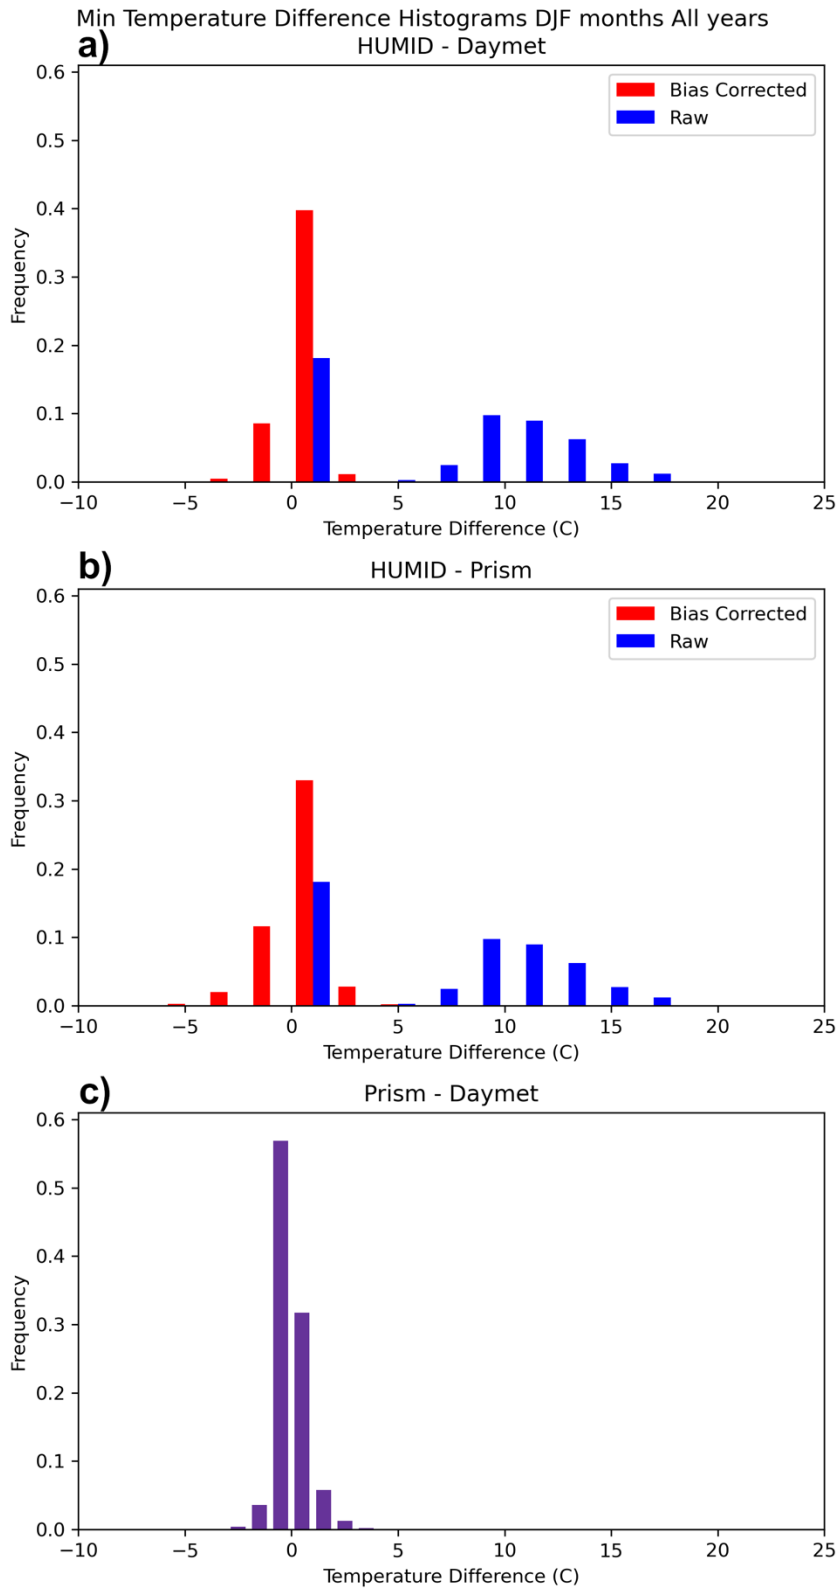 Min Temperature Difference Histograms DJF months All years
a) HUMID - Daymet
0.6
0.5
0.4
0.3
0.2
0.1
0.0
Frequency
Bias Corrected
Raw
−10 −5 0 5 10 15 20 25
Temperature Difference (C)
b) HUMID - Prism
0.6
0.5
0.4
0.3
0.2
0.1
0.0
Frequency
Bias Corrected
Raw
−10 −5 0 5 10 15 20 25
Temperature Difference (C)
c) Prism - Daymet
0.6
0.5
0.4
0.3
0.2
0.1
0.0
Frequency
−10 −5 0 5 10 15 20 25
Temperature Difference (C)